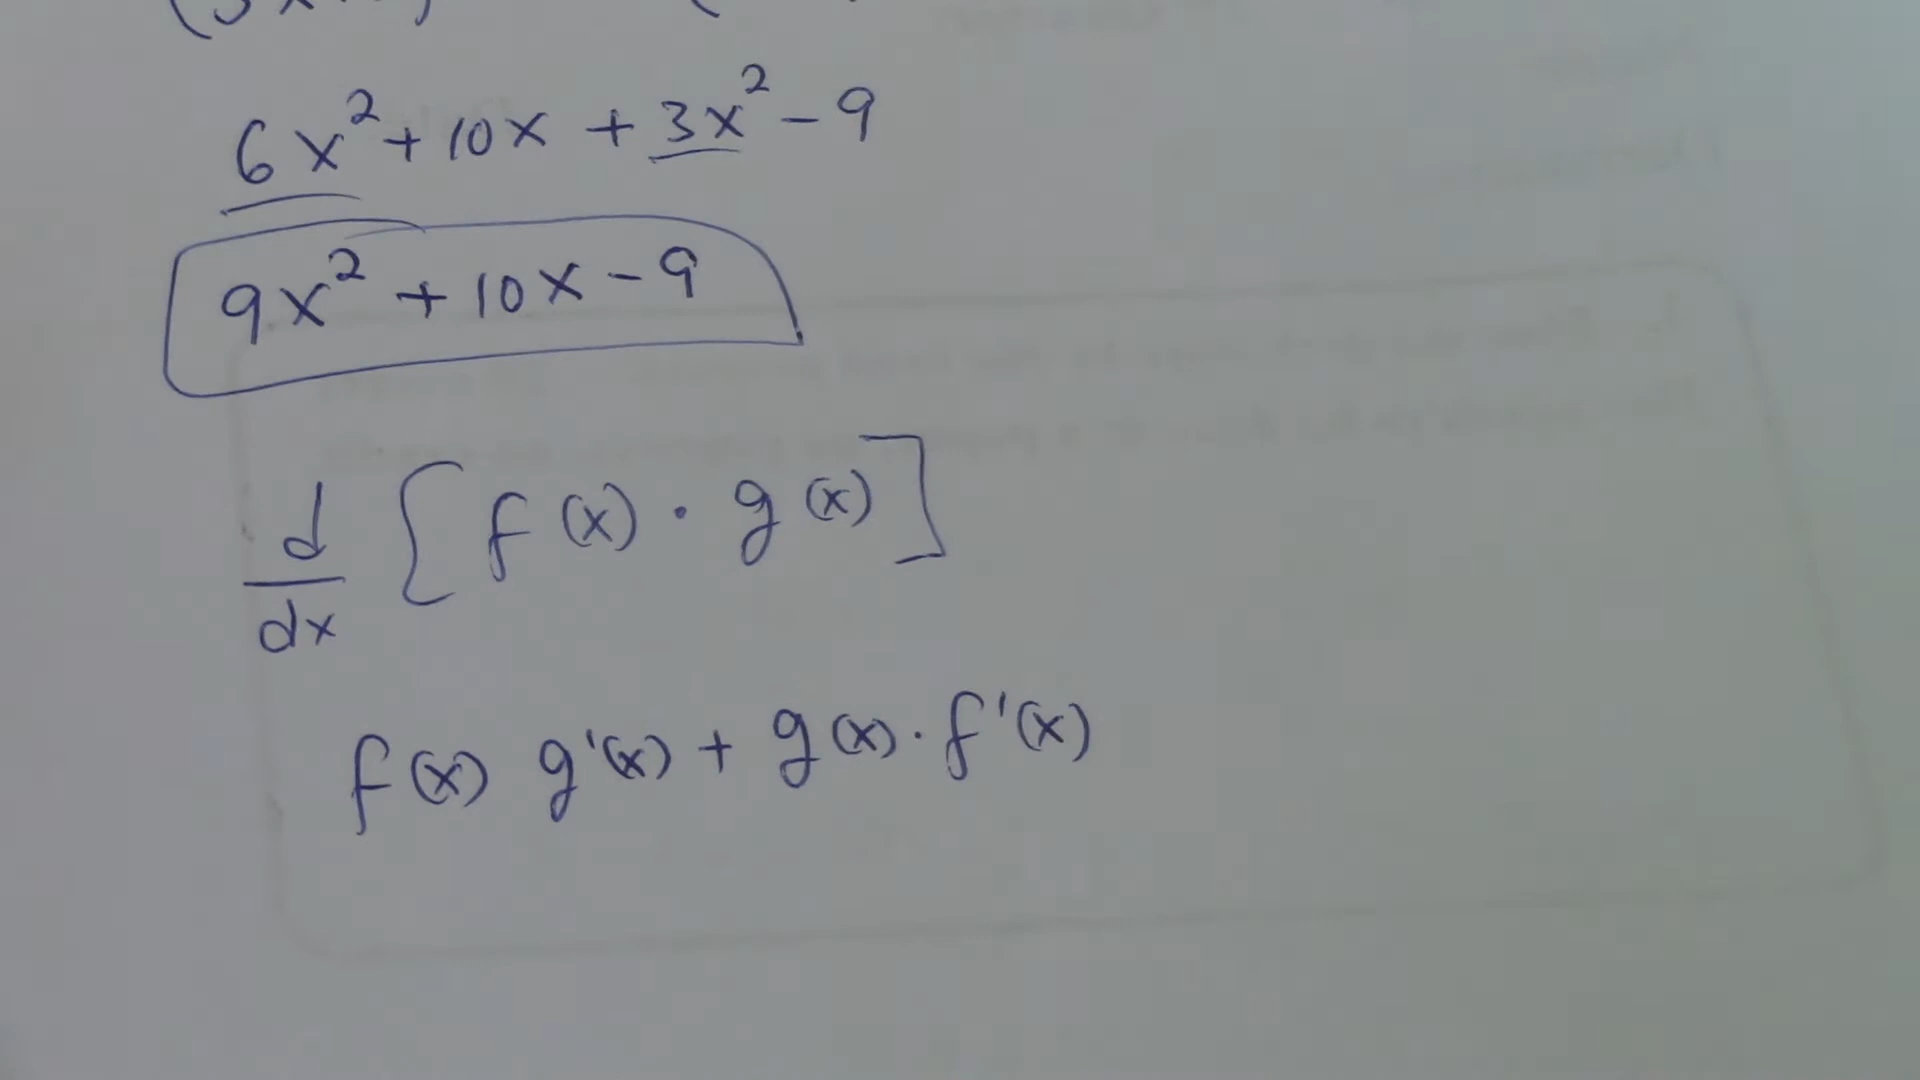 6x² + 10x + 3x² - 9
9x² + 10x - 9
d/dx [f(x) · g(x)]
f(x) g'(x) + g(x) · f'(x)